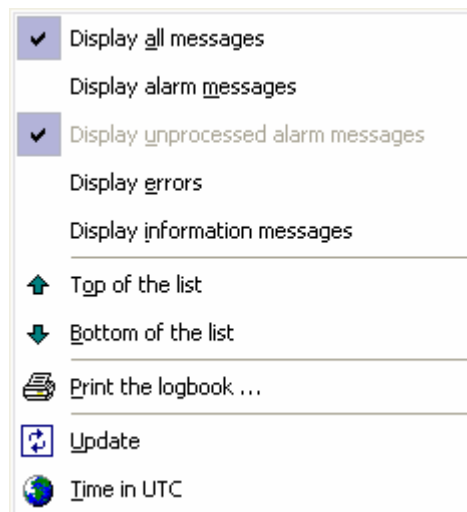 Display all messages
Display alarm messages
Display unprocessed alarm messages
Display errors
Display information messages
Top of the list
Bottom of the list
Print the logbook ...
Update
Time in UTC